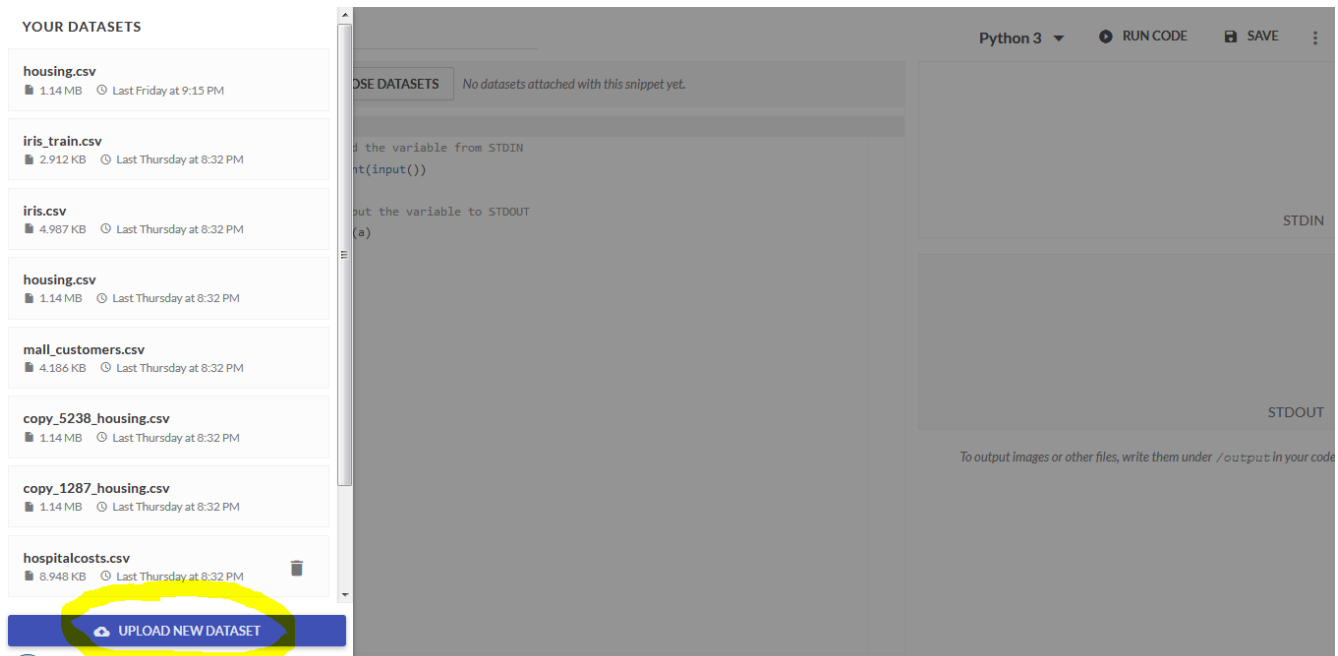 YOUR DATASETS
housing.csv
1.14 MB Last Friday at 9:15 PM
iris_train.csv
2.912 KB Last Thursday at 8:32 PM
iris.csv
4.987 KB Last Thursday at 8:32 PM
housing.csv
1.14 MB Last Thursday at 8:32 PM
mall_customers.csv
4.186 KB Last Thursday at 8:32 PM
copy_5238_housing.csv
1.14 MB Last Thursday at 8:32 PM
copy_1287_housing.csv
1.14 MB Last Thursday at 8:32 PM
hospitalcosts.csv
8.948 KB Last Thursday at 8:32 PM
UPLOAD NEW DATASET
Python 3 RUN CODE SAVE
OSE DATASETS No datasets attached with this snippet yet.
d the variable from STDIN
nt(input())
put the variable to STDOUT
(a)
STDIN
STDOUT
To output images or other files, write them under /output in your code